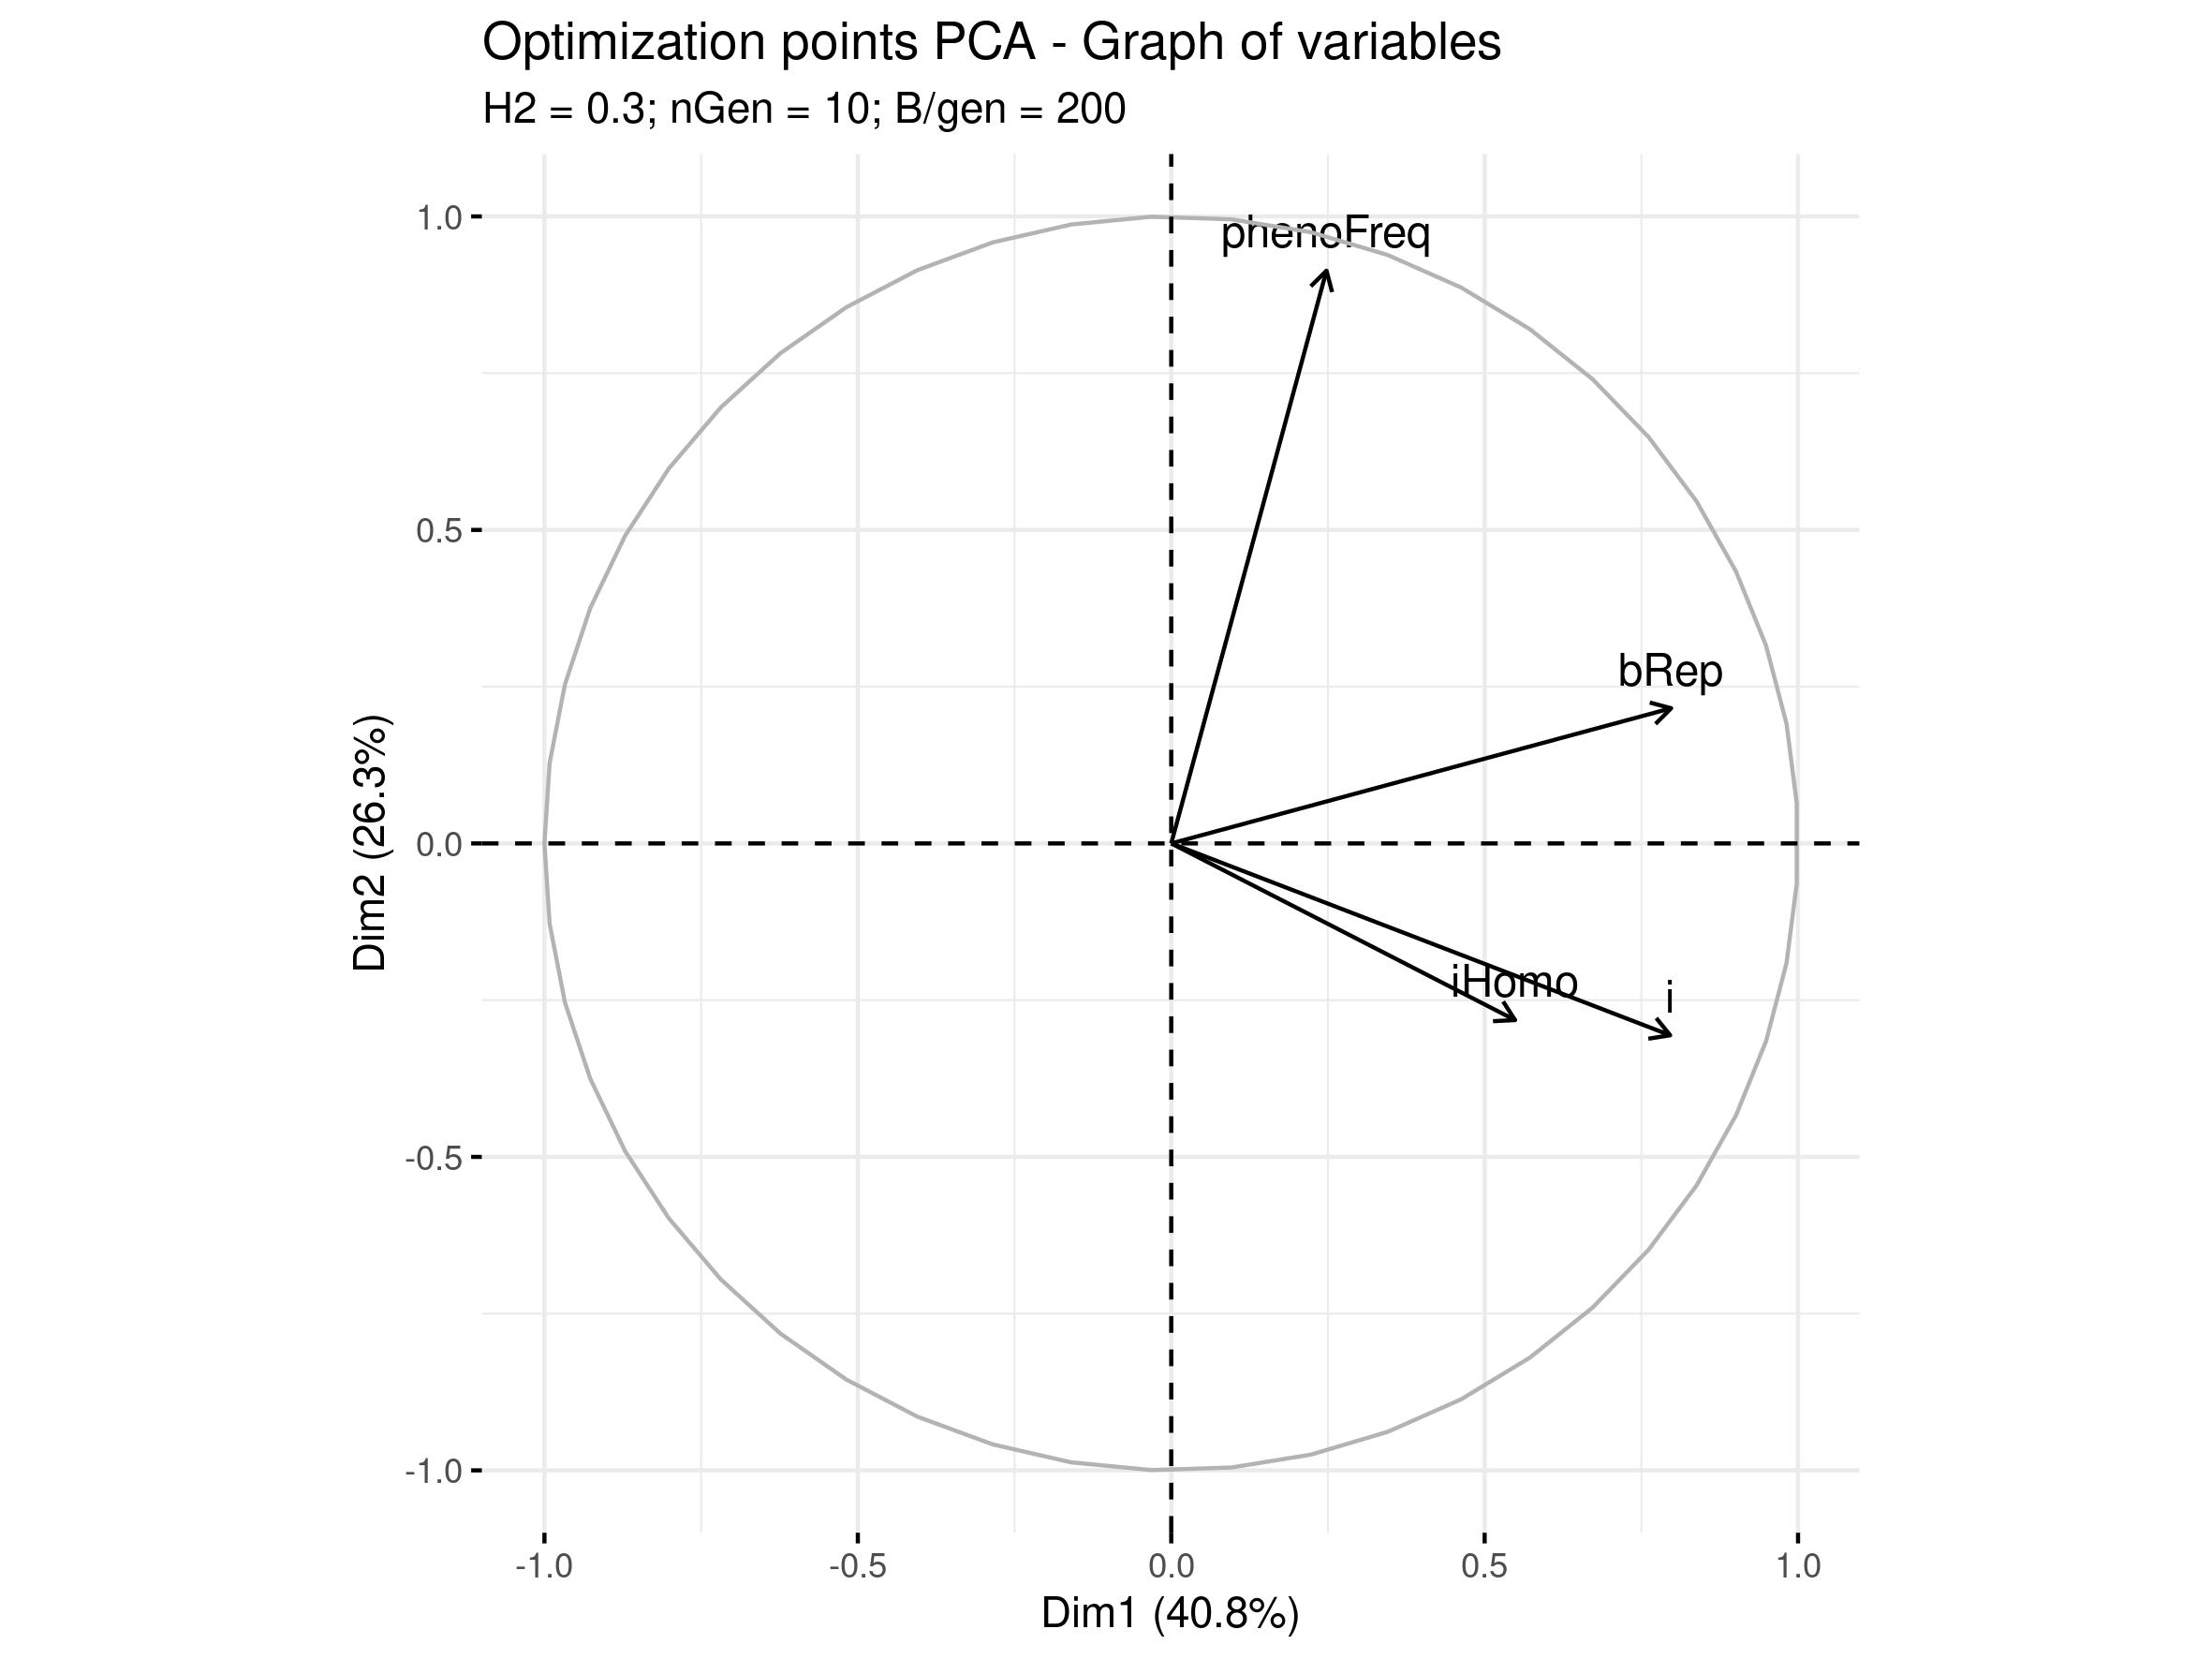 Optimization points PCA - Graph of variables
H2 = 0.3; nGen = 10; B/gen = 200
1.0
0.5
0.0
-0.5
-1.0
Dim2 (26.3%)
phenoFreq
bRep
iHomo
i
-1.0
-0.5
0.0
0.5
1.0
Dim1 (40.8%)